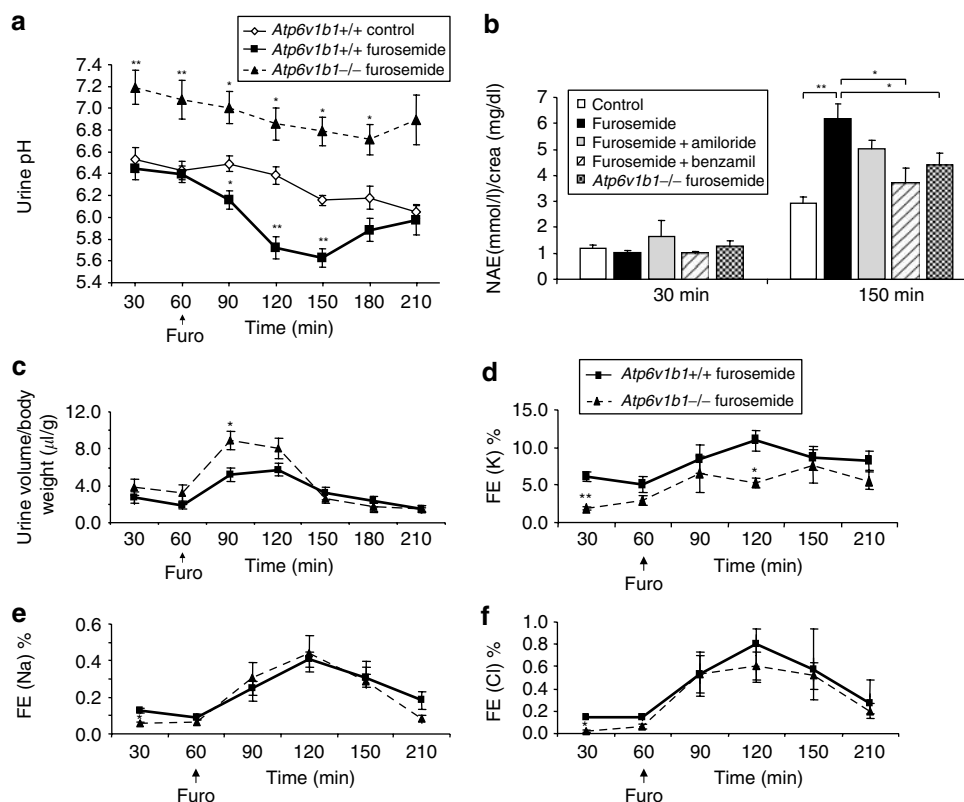 a
Atp6v1b1+/+ control
Atp6v1b1+/+ furosemide
Atp6v1b1−/− furosemide
Urine pH
7.4
7.2
7.0
6.8
6.6
6.4
6.2
6.0
5.8
5.6
5.4
** ** * * * *
* ** **
30 60 90 120 150 180 210
Furo
Time (min)
b
NAE(mmol/l)/crea (mg/dl)
7
6
5
4
3
2
1
0
Control
Furosemide
Furosemide + amiloride
Furosemide + benzamil
Atp6v1b1−/− furosemide
*
** *
30 min 150 min
c
Urine volume/body
weight (μl/g)
12.0
8.0
4.0
0.0
*
30 60 90 120 150 180 210
Furo
Time (min)
d
Atp6v1b1+/+ furosemide
Atp6v1b1−/− furosemide
FE (K) %
15.0
10.0
5.0
0.0
** *
30 60 90 120 150 210
Furo
Time (min)
e
FE (Na) %
0.6
0.4
0.2
0.0
*
30 60 90 120 150 210
Furo
Time (min)
f
FE (Cl) %
1.0
0.8
0.6
0.4
0.2
0.0
*
30 60 90 120 150 210
Furo
Time (min)